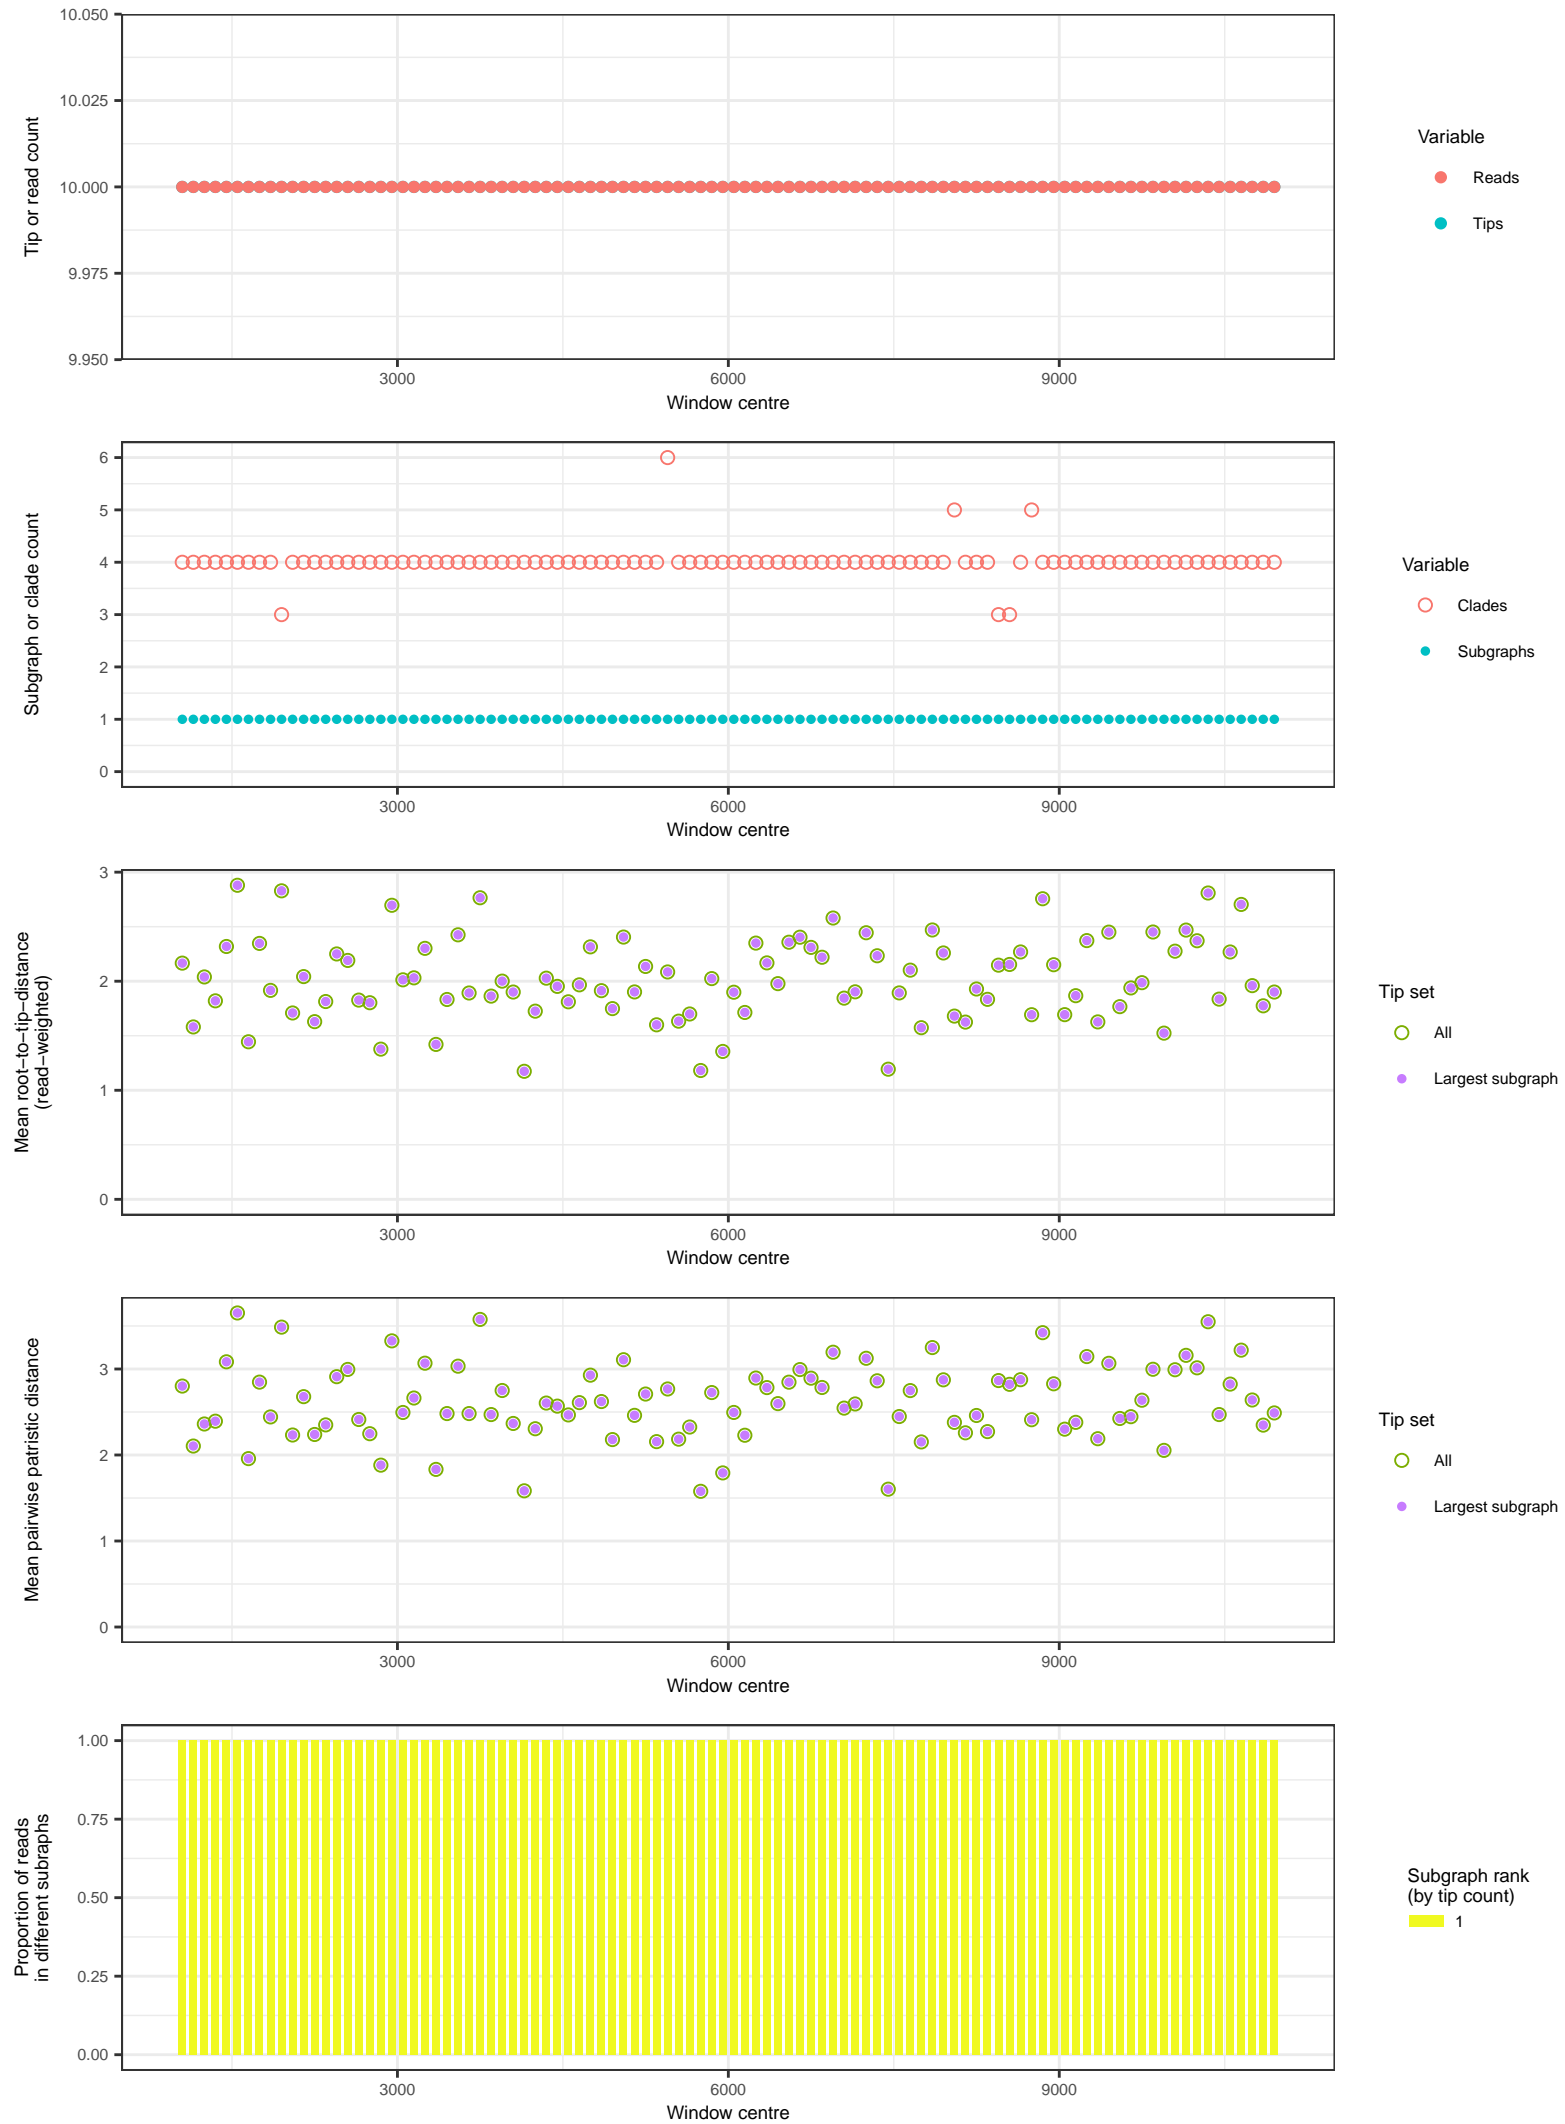 10.050
10.025
10.000
9.975
9.950
Tip or read count
3000 6000 9000
Window centre
Variable
Reads
Tips
6
5
4
3
2
1
0
Subgraph or clade count
3000 6000 9000
Window centre
Variable
Clades
Subgraphs
3
2
1
0
Mean root−to−tip−distance
(read−weighted)
3000 6000 9000
Window centre
Tip set
All
Largest subgraph
3
2
1
0
Mean pairwise patristic distance
3000 6000 9000
Window centre
Tip set
All
Largest subgraph
1.00
0.75
0.50
0.25
0.00
Proportion of reads
in different subraphs
3000 6000 9000
Window centre
Subgraph rank
(by tip count)
1